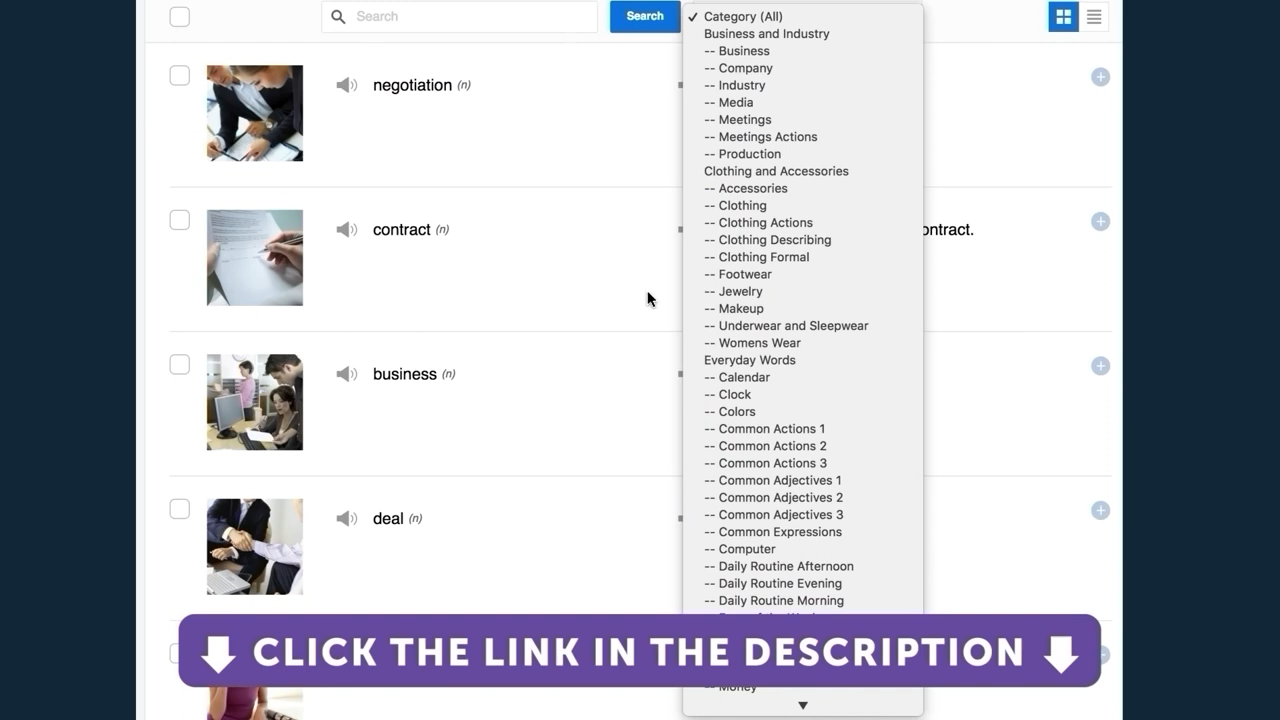 Search
Search
✓ Category (All)
Business and Industry
-- Business
-- Company
-- Industry
-- Media
-- Meetings
-- Meetings Actions
-- Production
Clothing and Accessories
-- Accessories
-- Clothing
-- Clothing Actions
-- Clothing Describing
-- Clothing Formal
-- Footwear
-- Jewelry
-- Makeup
-- Underwear and Sleepwear
-- Womens Wear
Everyday Words
-- Calendar
-- Clock
-- Colors
-- Common Actions 1
-- Common Actions 2
-- Common Actions 3
-- Common Adjectives 1
-- Common Adjectives 2
-- Common Adjectives 3
-- Common Expressions
-- Computer
-- Daily Routine Afternoon
-- Daily Routine Evening
-- Daily Routine Morning
-- Money
negotiation (n)
contract (n)
ontract.
business (n)
deal (n)
CLICK THE LINK IN THE DESCRIPTION